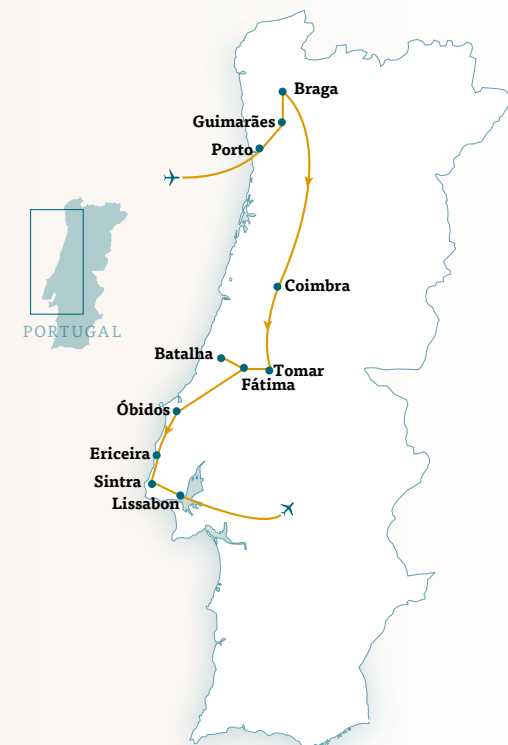 Braga
Guimarães
Porto
PORTUGAL
Coimbra
Batalha
Tomar
Fátima
Óbidos
Ericeira
Sintra
Lissabon